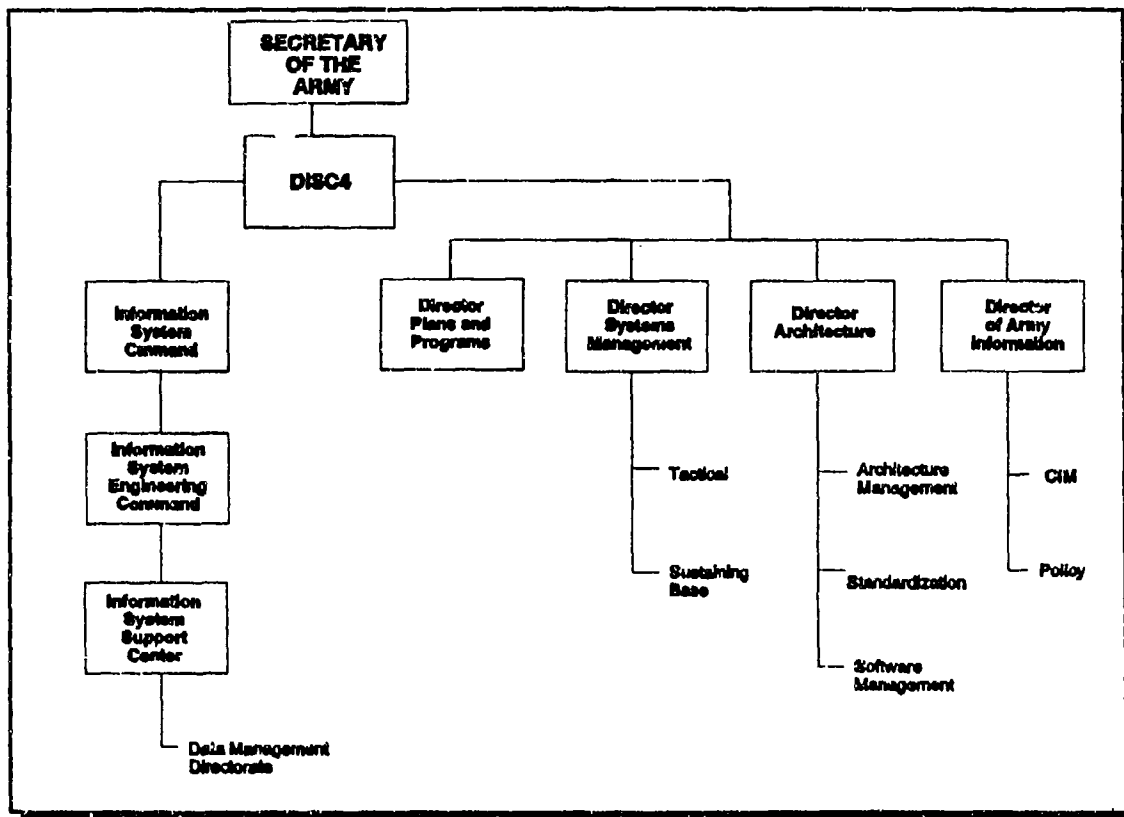 SECRETARY
OF THE
ARMY
DISC4
Information
System
Command
Director
Plans and
Programs
Director
Systems
Management
Director
Architecture
Director
of Army
Information
Information
System
Engineering
Command
Tactical
Architecture
Management
CIM
Sustaining
Base
Standardization
Policy
Information
System
Support
Center
Software
Management
Data Management
Directorate